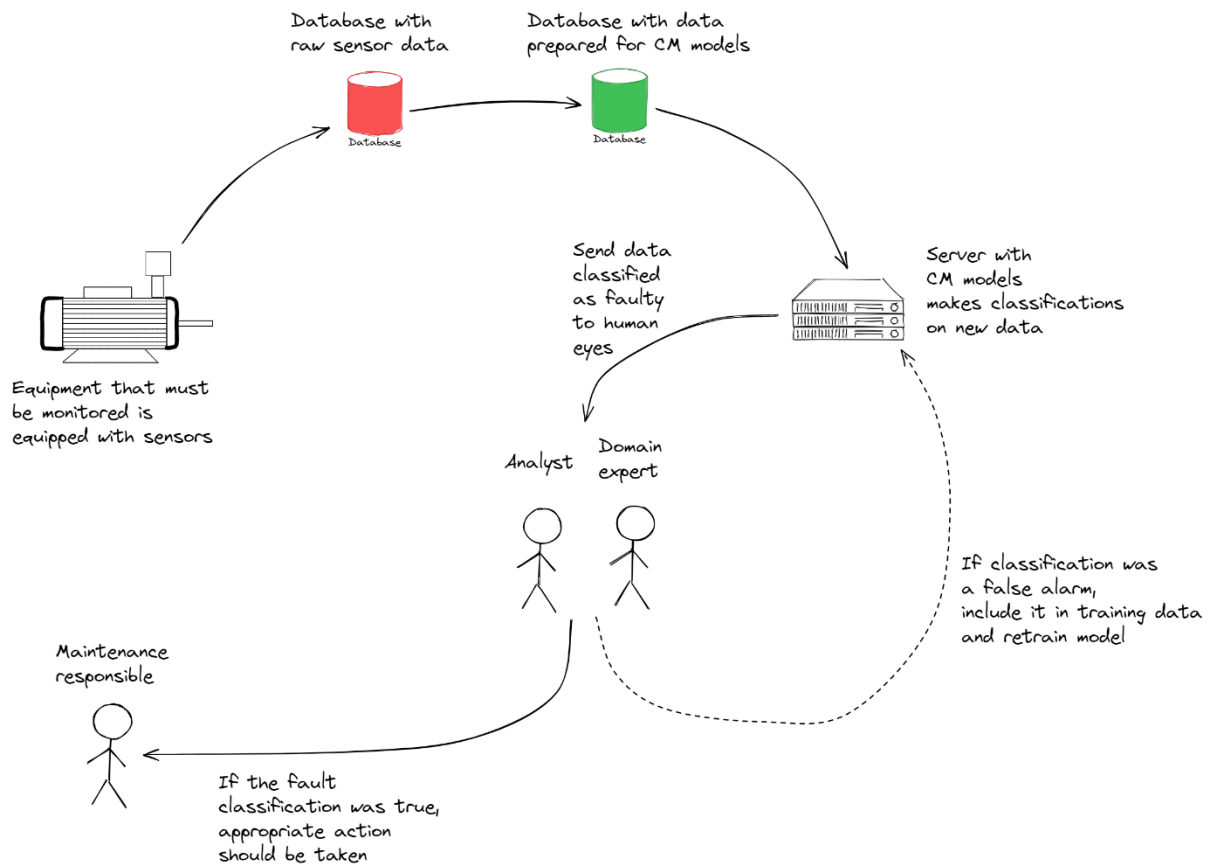 Database with
raw sensor data
Database
Database with data
prepared for CM models
Database
Equipment that must
be monitored is
equipped with sensors
Send data
classified
as faulty
to human
eyes
Server with
CM models
makes classifications
on new data
Analyst
Domain
expert
If classification was
a false alarm,
include it in training data
and retrain model
Maintenance
responsible
If the fault
classification was true,
appropriate action
should be taken